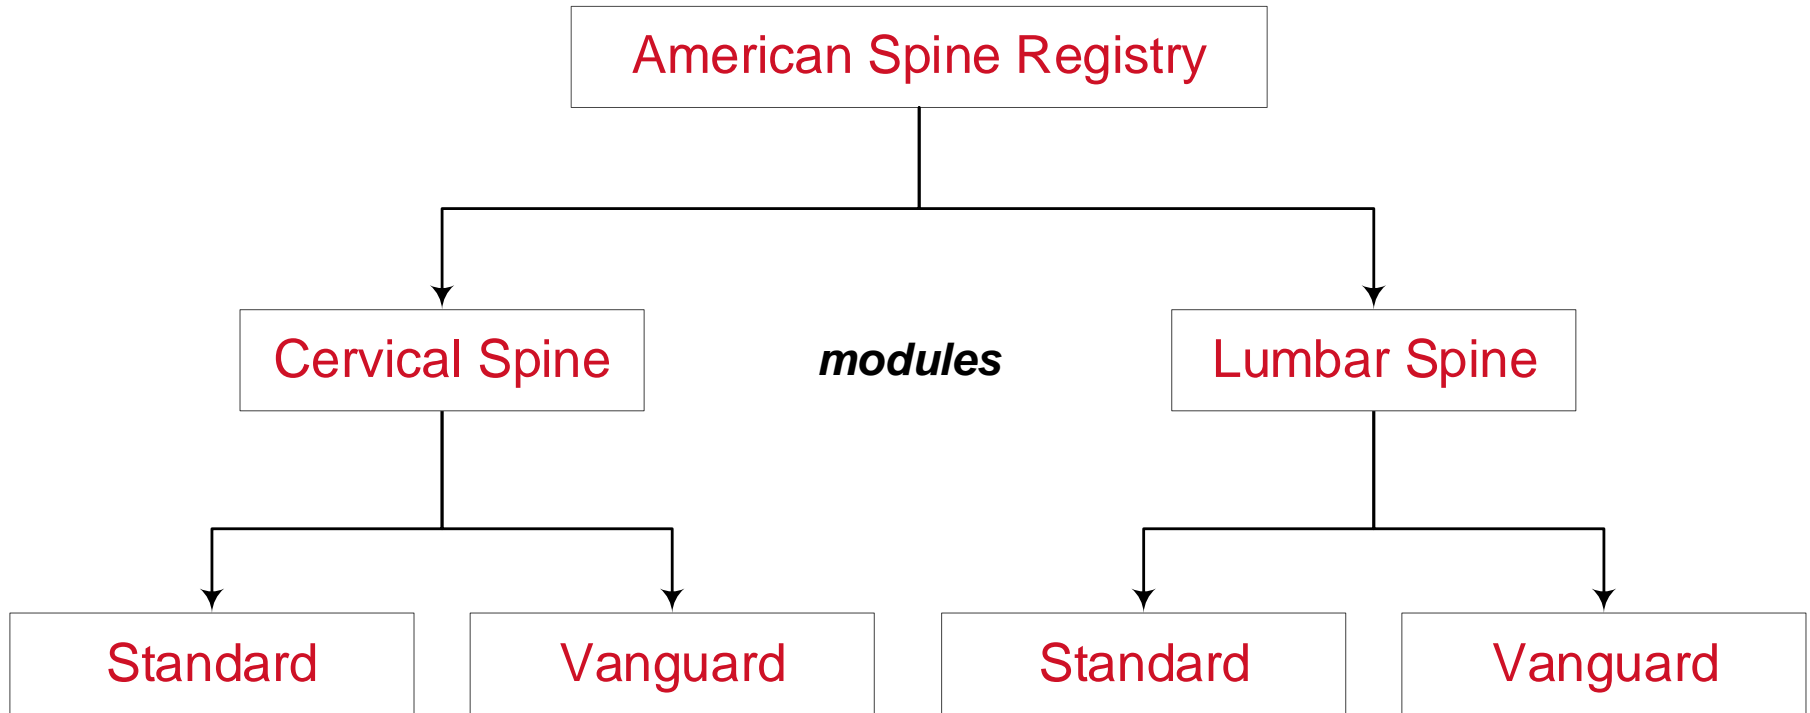 American Spine Registry
Cervical Spine
modules
Lumbar Spine
Standard
Vanguard
Standard
Vanguard